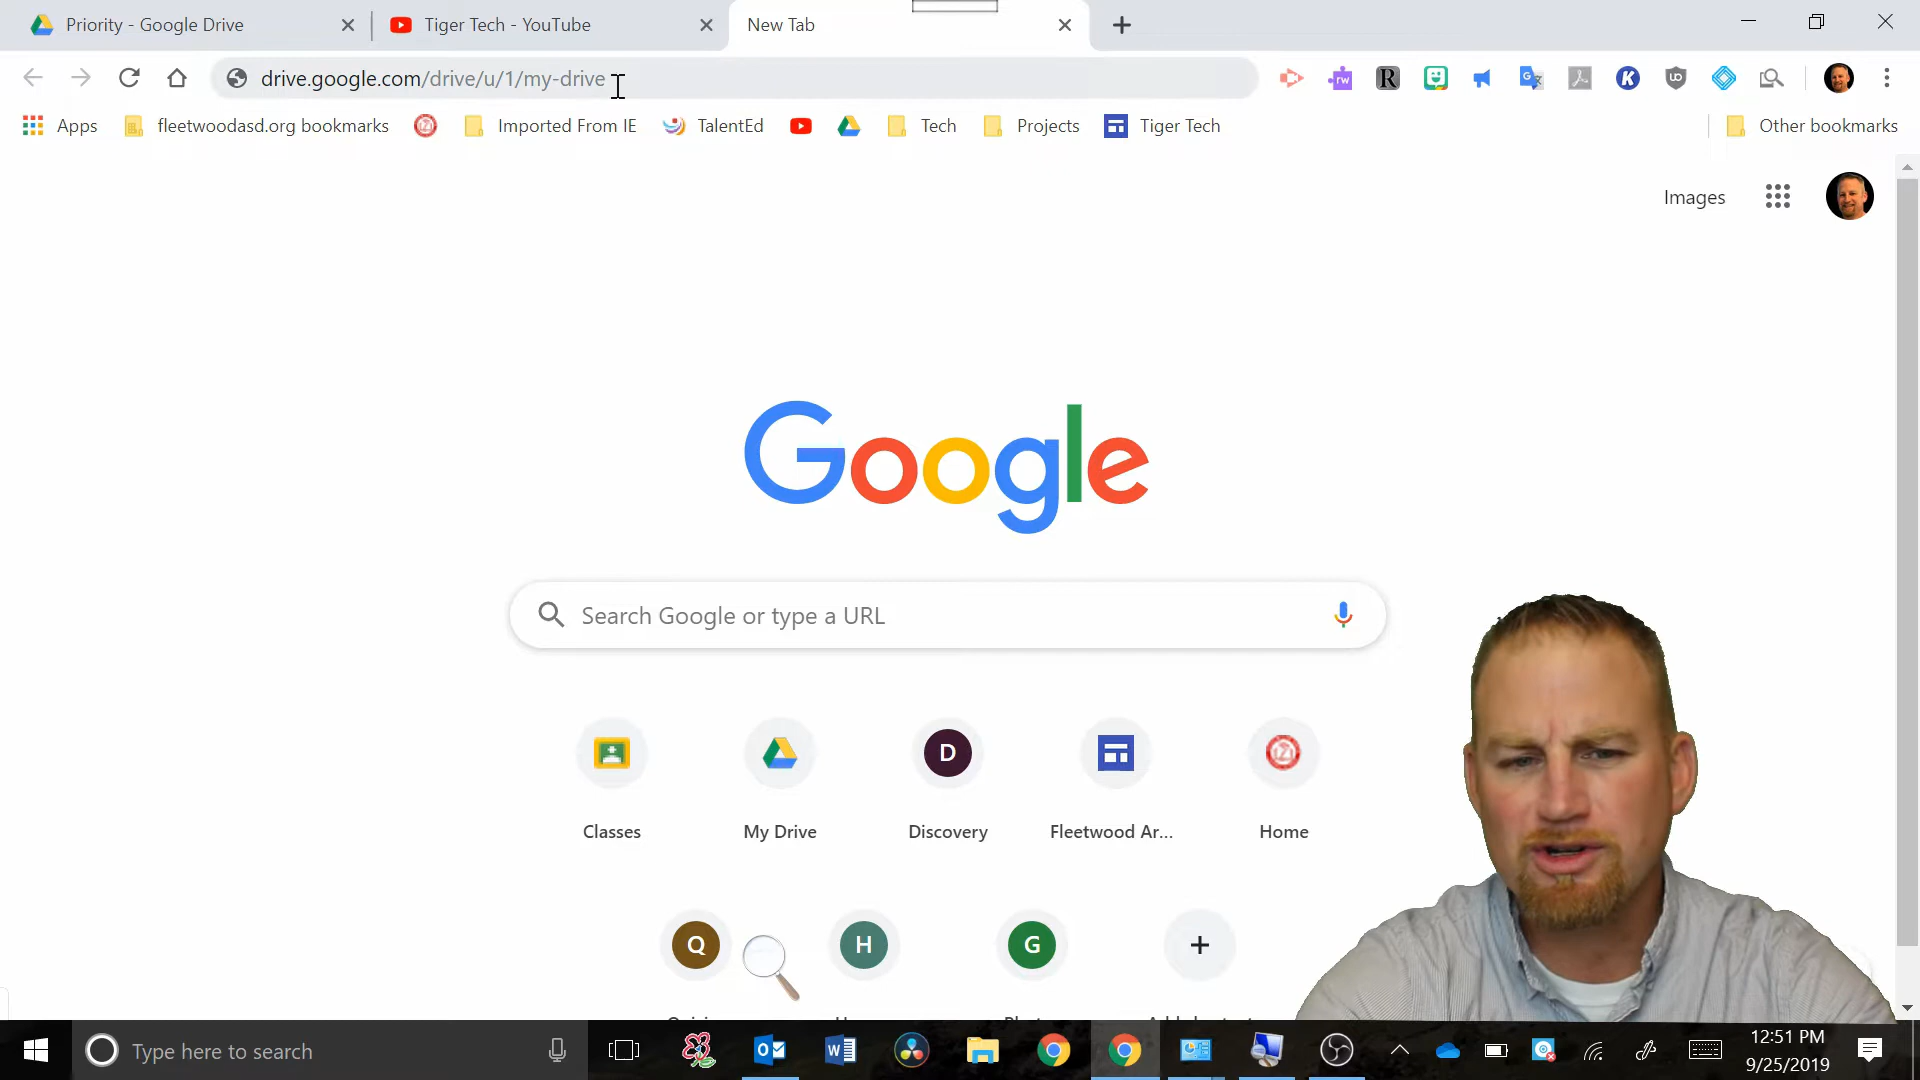 Priority - Google Drive
Tiger Tech - YouTube
New Tab
drive.google.com/drive/u/1/my-drive
rw
R
UO
K
Apps
fleetwoodasd.org bookmarks
Imported From IE
TalentEd
Tech
Projects
Tiger Tech
Other bookmarks
Images
Google
Search Google or type a URL
D
Classes
My Drive
Discovery
Fleetwood Ar...
Home
Q
H
G
Type here to search
12:51 PM
9/25/2019